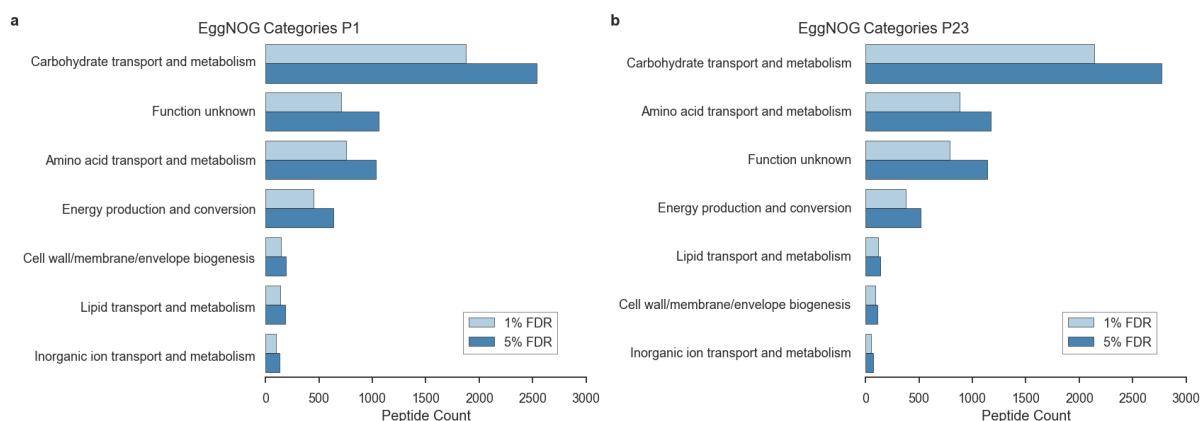 a
EggNOG Categories P1
Carbohydrate transport and metabolism
Function unknown
Amino acid transport and metabolism
Energy production and conversion
Cell wall/membrane/envelope biogenesis
Lipid transport and metabolism
Inorganic ion transport and metabolism
1% FDR
5% FDR
0 500 1000 1500 2000 2500 3000
Peptide Count
b
EggNOG Categories P23
Carbohydrate transport and metabolism
Amino acid transport and metabolism
Function unknown
Energy production and conversion
Lipid transport and metabolism
Cell wall/membrane/envelope biogenesis
Inorganic ion transport and metabolism
1% FDR
5% FDR
0 500 1000 1500 2000 2500 3000
Peptide Count